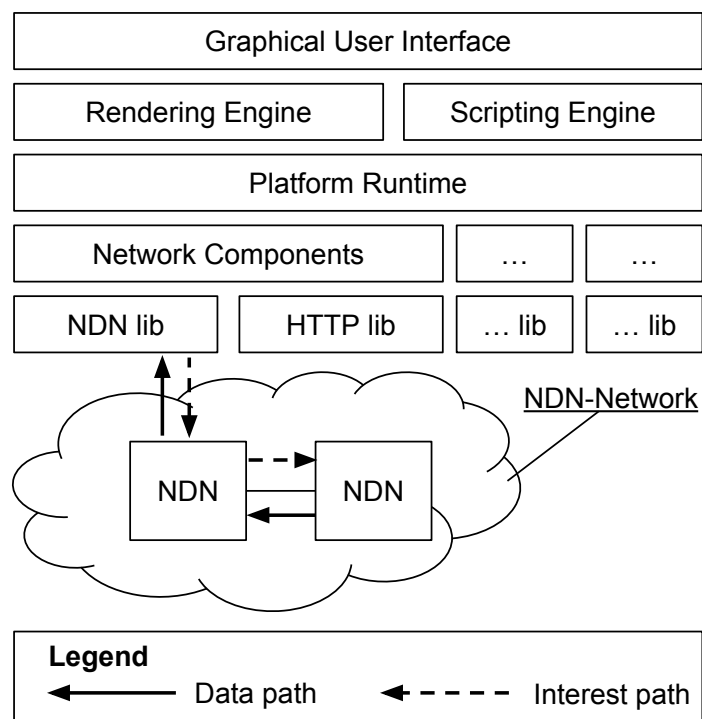 Graphical User Interface
Rendering Engine Scripting Engine
Platform Runtime
Network Components … …
NDN lib HTTP lib … lib … lib
NDN-Network
NDN NDN
Legend
Data path Interest path